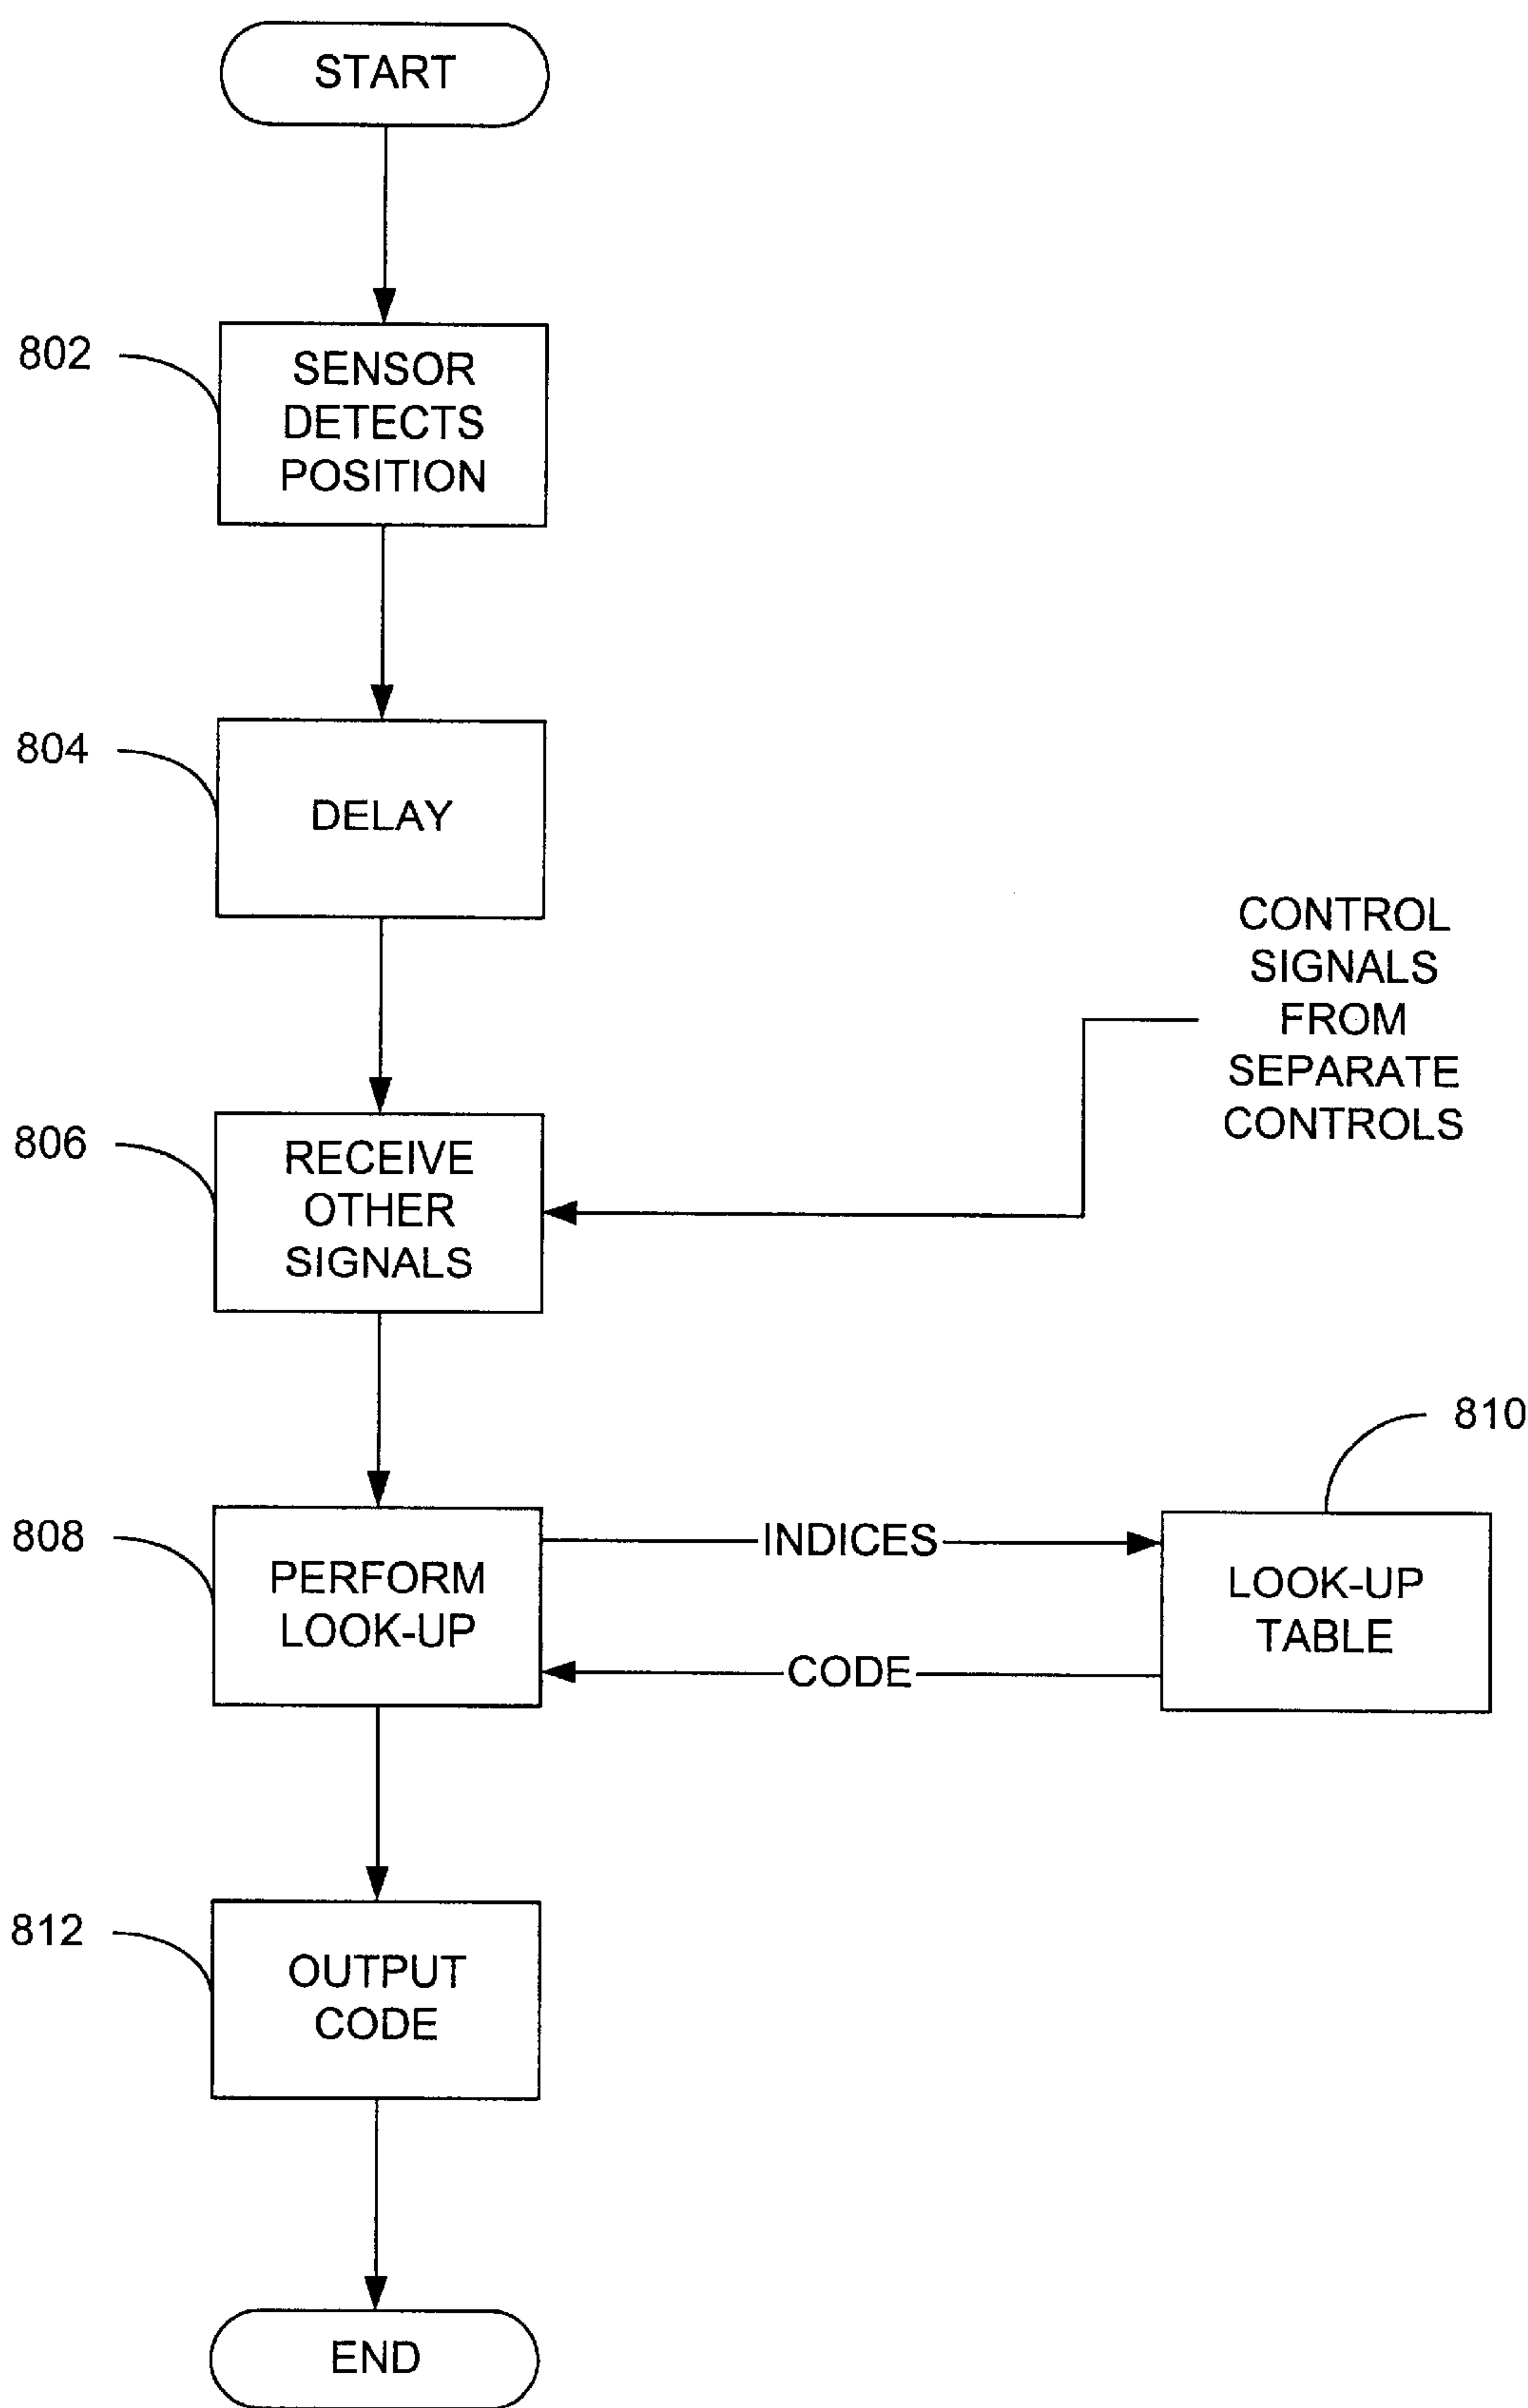 START
802
SENSOR
DETECTS
POSITION
804
DELAY
CONTROL
SIGNALS
FROM
SEPARATE
CONTROLS
806
RECEIVE
OTHER
SIGNALS
810
808
PERFORM
LOOK-UP
INDICES
CODE
LOOK-UP
TABLE
812
OUTPUT
CODE
END